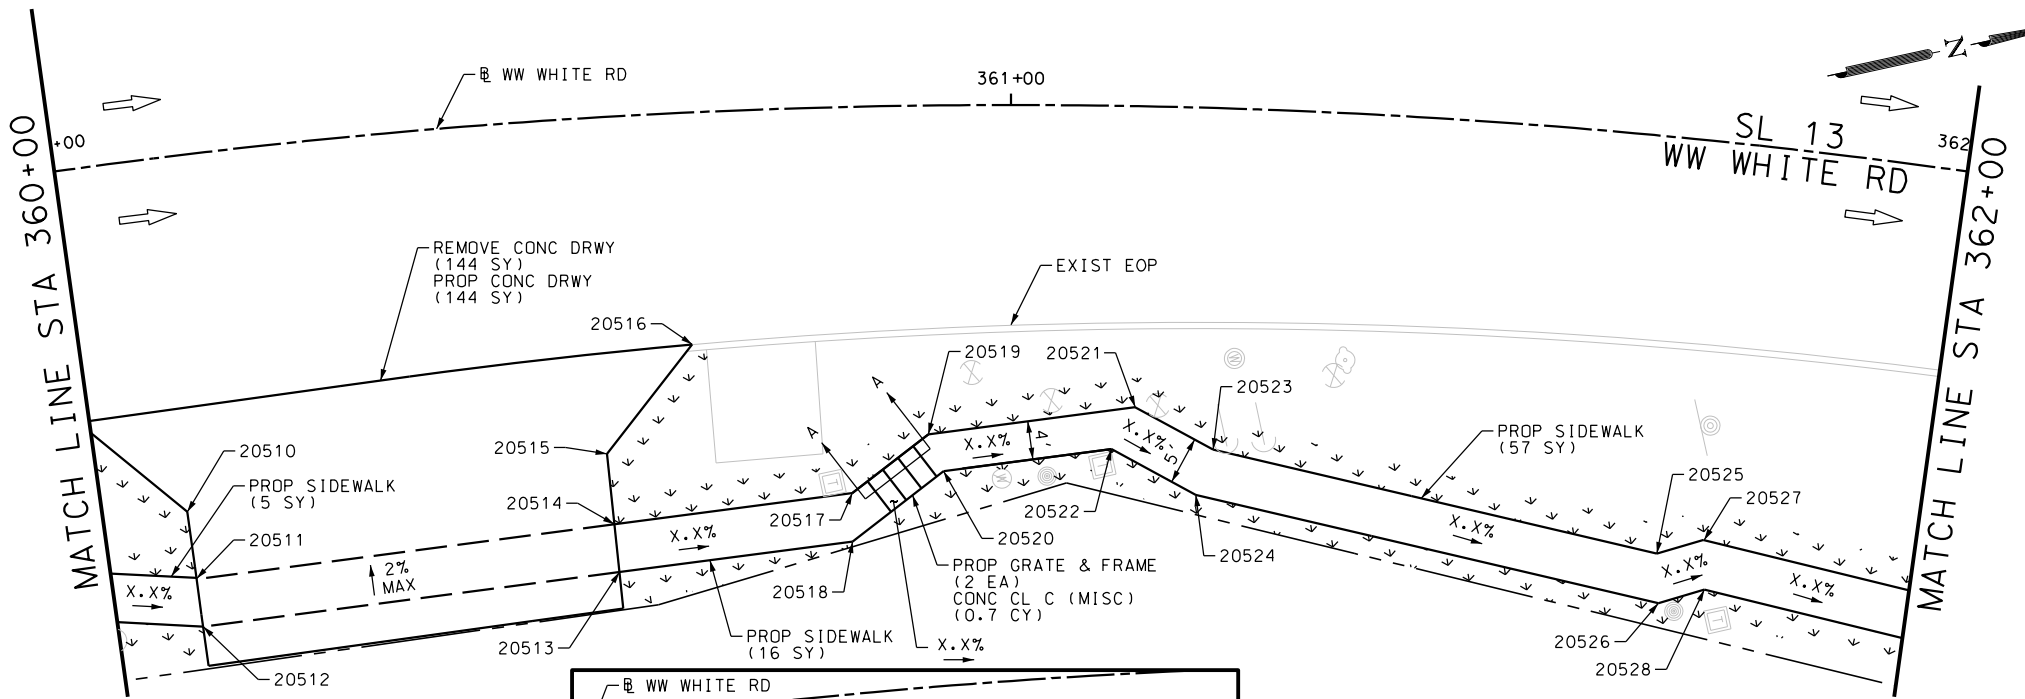 ℄ WW WHITE RD
361+00
N
+00
SL 13
WW WHITE RD
362
MATCH LINE STA 360+00
MATCH LINE STA 362+00
REMOVE CONC DRWY
(144 SY)
PROP CONC DRWY
(144 SY)
EXIST EOP
20516
20519
20521
20523
A
A
20515
20510
PROP SIDEWALK
(5 SY)
20514
20511
20517
X.X%
4'
X.X%
5'
PROP SIDEWALK
(57 SY)
20525
20527
T
W
T
W
20522
20524
20520
X.X%
X.X%
X.X%
X.X%
X.X%
2%
MAX
20518
PROP GRATE & FRAME
(2 EA)
CONC CL C (MISC)
(0.7 CY)
X.X%
20513
PROP SIDEWALK
(16 SY)
20512
20526
20528
T
℄ WW WHITE RD